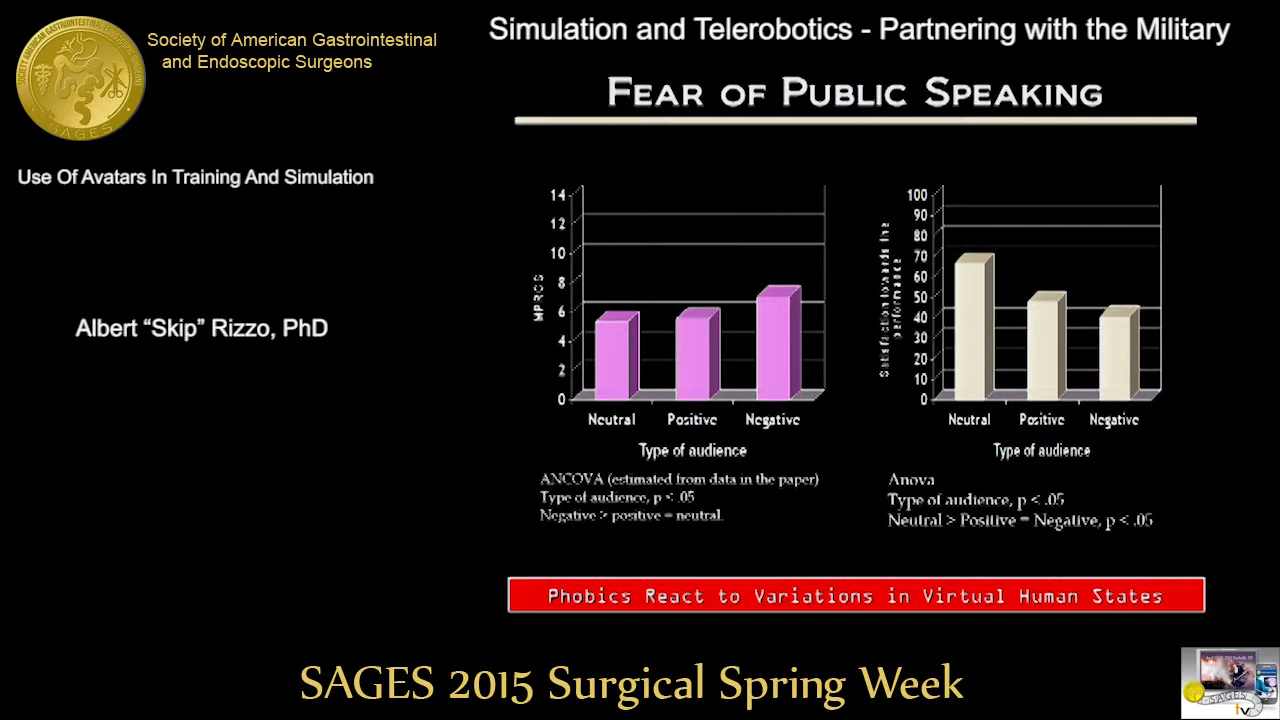 Society of American Gastrointestinal
and Endoscopic Surgeons
SAGES
Use Of Avatars In Training And Simulation
Albert “Skip” Rizzo, PhD
Simulation and Telerobotics - Partnering with the Military
FEAR OF PUBLIC SPEAKING
14
12
10
8
6
4
2
0
Neutral Positive Negative
Type of audience
ANCOVA (estimated from data in the paper)
Type of audience, p < .05
Negative > positive = neutral.
Satisfaction towards the
performance
100
90
80
70
60
50
40
30
20
10
0
Neutral Positive Negative
Type of audience
Anova
Type of audience, p < .05
Neutral > Positive = Negative, p < .05
Phobics React to Variations in Virtual Human States
SAGES 2015 Surgical Spring Week
SAGES
tv